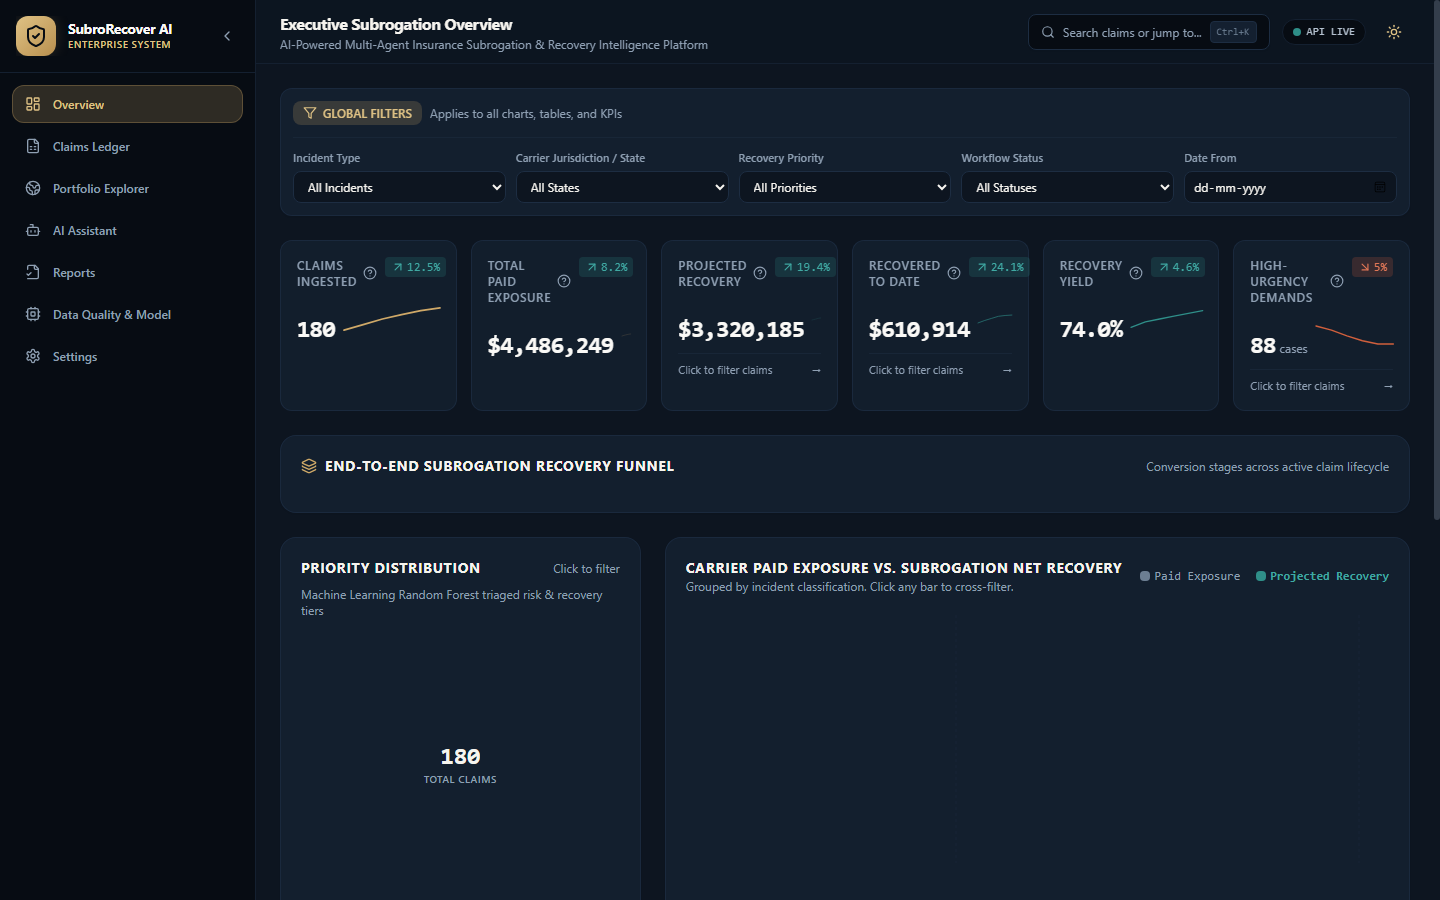 SubroRecover AI
ENTERPRISE SYSTEM
Overview
Claims Ledger
Portfolio Explorer
AI Assistant
Reports
Data Quality & Model
Settings
Executive Subrogation Overview
AI-Powered Multi-Agent Insurance Subrogation & Recovery Intelligence Platform
Search claims or jump to... Ctrl+K
API LIVE
GLOBAL FILTERS Applies to all charts, tables, and KPIs
Incident Type
All Incidents
Carrier Jurisdiction / State
All States
Recovery Priority
All Priorities
Workflow Status
All Statuses
Date From
dd-mm-yyyy
CLAIMS
INGESTED
12.5%
180
TOTAL
PAID
EXPOSURE
8.2%
$4,486,249
PROJECTED
RECOVERY
19.4%
$3,320,185
Click to filter claims →
RECOVERED
TO DATE
24.1%
$610,914
Click to filter claims →
RECOVERY
YIELD
4.6%
74.0%
HIGH-
URGENCY
DEMANDS
5%
88 cases
Click to filter claims →
END-TO-END SUBROGATION RECOVERY FUNNEL
Conversion stages across active claim lifecycle
PRIORITY DISTRIBUTION
Click to filter
Machine Learning Random Forest triaged risk & recovery
tiers
180
TOTAL CLAIMS
CARRIER PAID EXPOSURE VS. SUBROGATION NET RECOVERY
Grouped by incident classification. Click any bar to cross-filter.
Paid Exposure
Projected Recovery